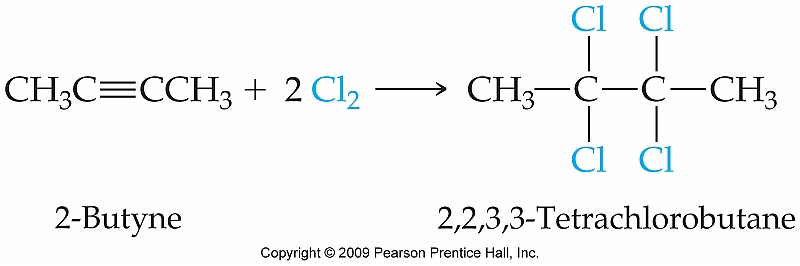 Cl Cl
CH₃C≡CCH₃ + 2 Cl₂ ⟶ CH₃—C—C—CH₃
Cl Cl
2-Butyne 2,2,3,3-Tetrachlorobutane
Copyright © 2009 Pearson Prentice Hall, Inc.